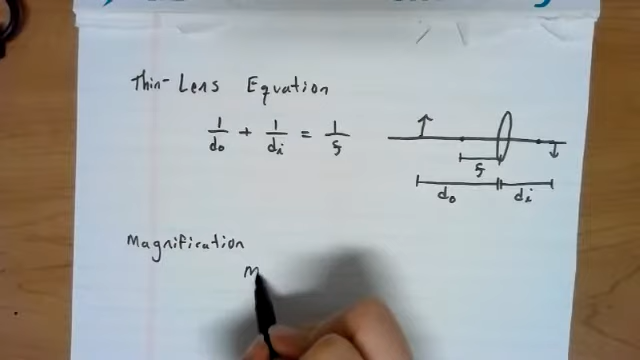 Thin-Lens Equation
1/do + 1/di = 1/f
f
do di
Magnification
M